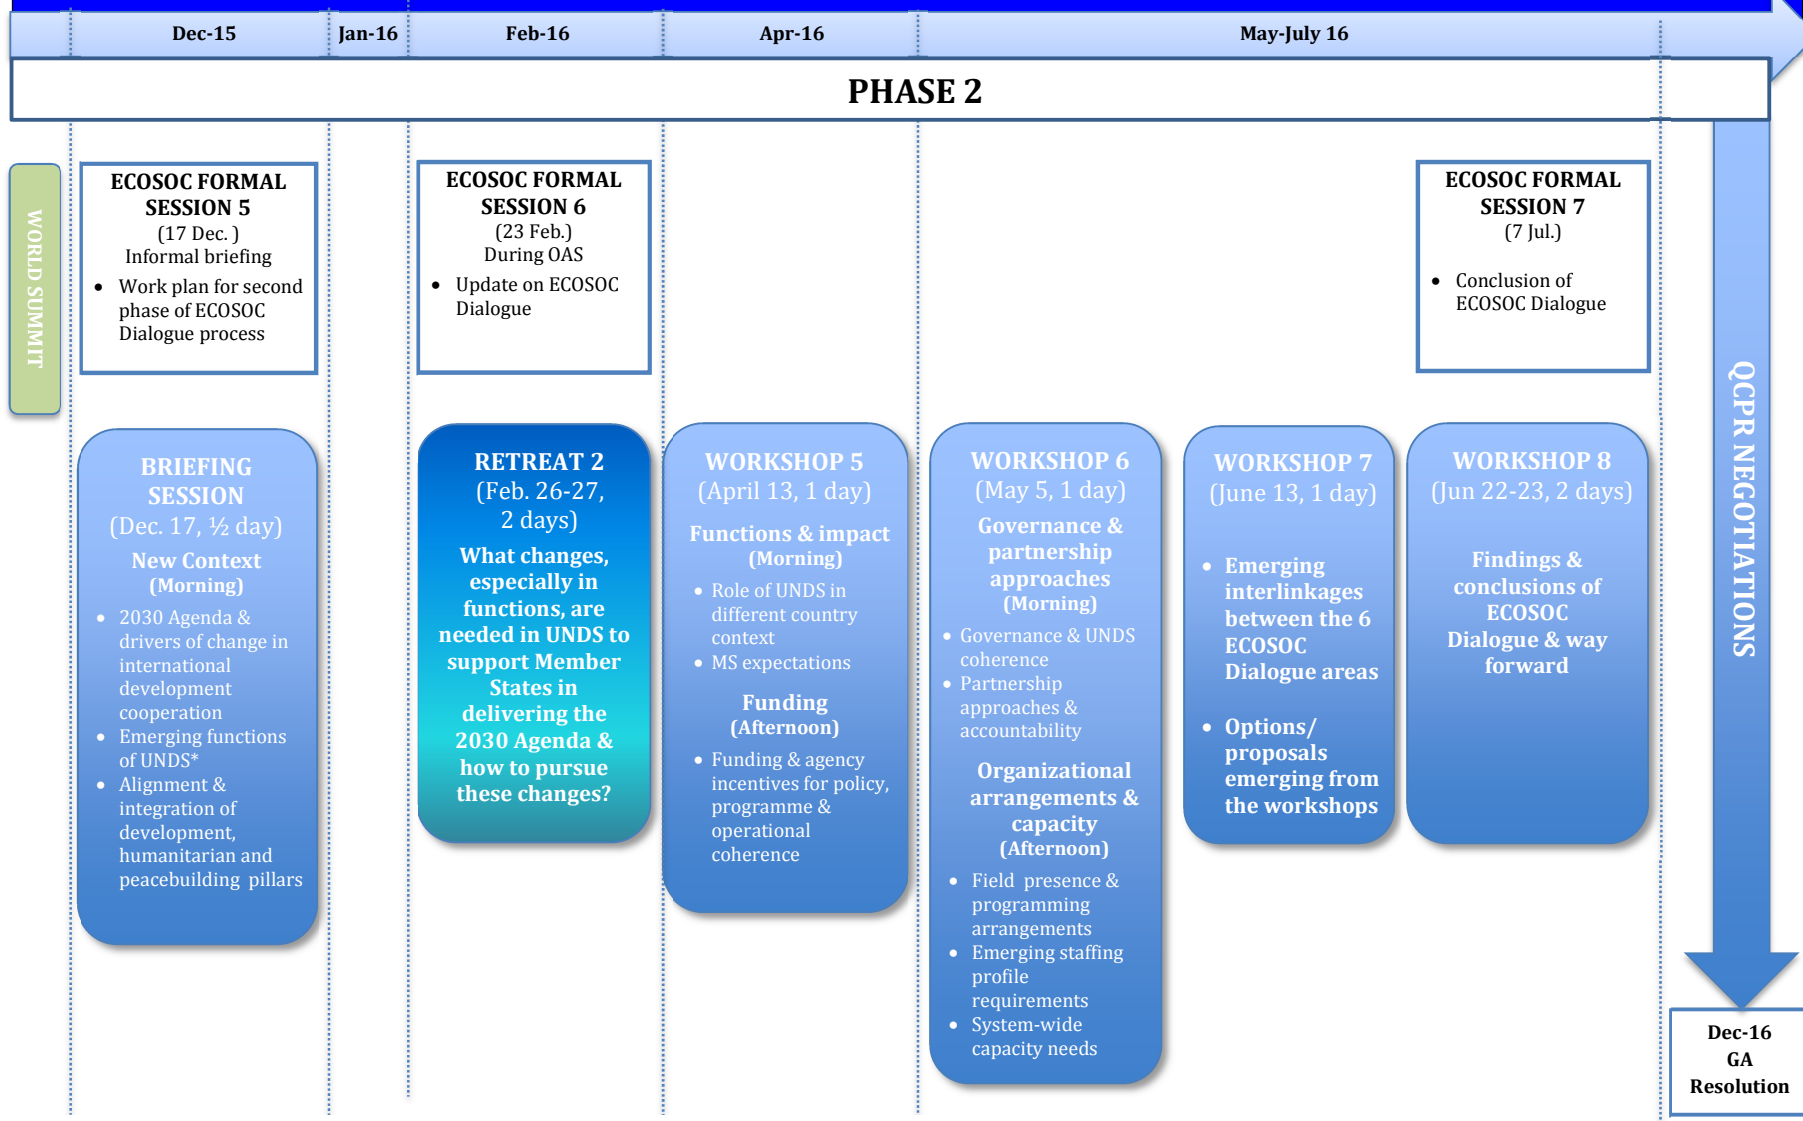 Dec-15
Jan-16
Feb-16
Apr-16
May-July 16
PHASE 2
WORLD SUMMIT
ECOSOC FORMAL
SESSION 5
(17 Dec. )
Informal briefing
• Work plan for second
phase of ECOSOC
Dialogue process
ECOSOC FORMAL
SESSION 6
(23 Feb.)
During OAS
• Update on ECOSOC
Dialogue
ECOSOC FORMAL
SESSION 7
(7 Jul.)
• Conclusion of
ECOSOC Dialogue
BRIEFING
SESSION
(Dec. 17, ½ day)
New Context
(Morning)
• 2030 Agenda &
drivers of change in
international
development
cooperation
• Emerging functions
of UNDS*
• Alignment &
integration of
development,
humanitarian and
peacebuilding pillars
RETREAT 2
(Feb. 26-27,
2 days)
What changes,
especially in
functions, are
needed in UNDS to
support Member
States in
delivering the
2030 Agenda &
how to pursue
these changes?
WORKSHOP 5
(April 13, 1 day)
Functions & impact
(Morning)
• Role of UNDS in
different country
context
• MS expectations
Funding
(Afternoon)
• Funding & agency
incentives for policy,
programme &
operational
coherence
WORKSHOP 6
(May 5, 1 day)
Governance &
partnership
approaches
(Morning)
• Governance & UNDS
coherence
• Partnership
approaches &
accountability
Organizational
arrangements &
capacity
(Afternoon)
• Field presence &
programming
arrangements
• Emerging staffing
profile
requirements
• System-wide
capacity needs
WORKSHOP 7
(June 13, 1 day)
• Emerging
interlinkages
between the 6
ECOSOC
Dialogue areas
• Options/
proposals
emerging from
the workshops
WORKSHOP 8
(Jun 22-23, 2 days)
Findings &
conclusions of
ECOSOC
Dialogue & way
forward
QCPR NEGOTIATIONS
Dec-16
GA
Resolution